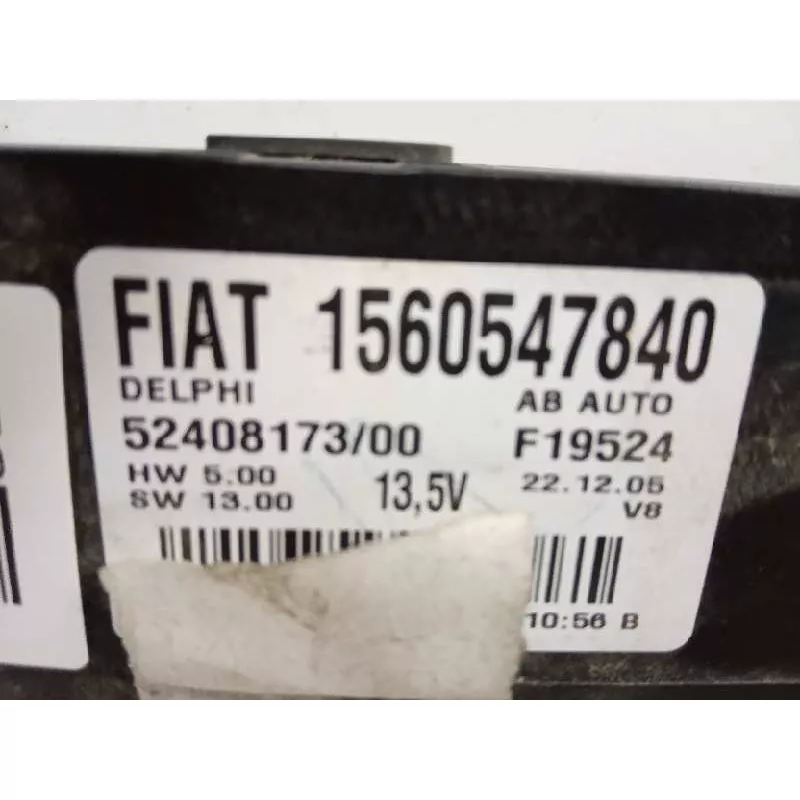 FIAT 1560547840
DELPHI AB AUTO
52408173/00 F19524
HW 5.00 13,5V 22.12.05
SW 13.00 V8
10:56 B